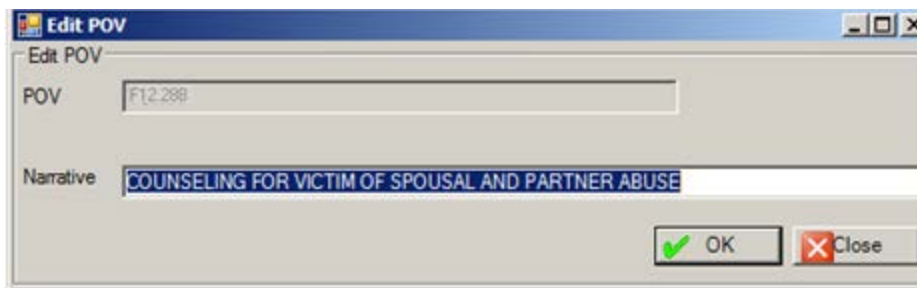 Edit POV
Edit POV
POV F12.288
Narrative COUNSELING FOR VICTIM OF SPOUSAL AND PARTNER ABUSE
OK Close